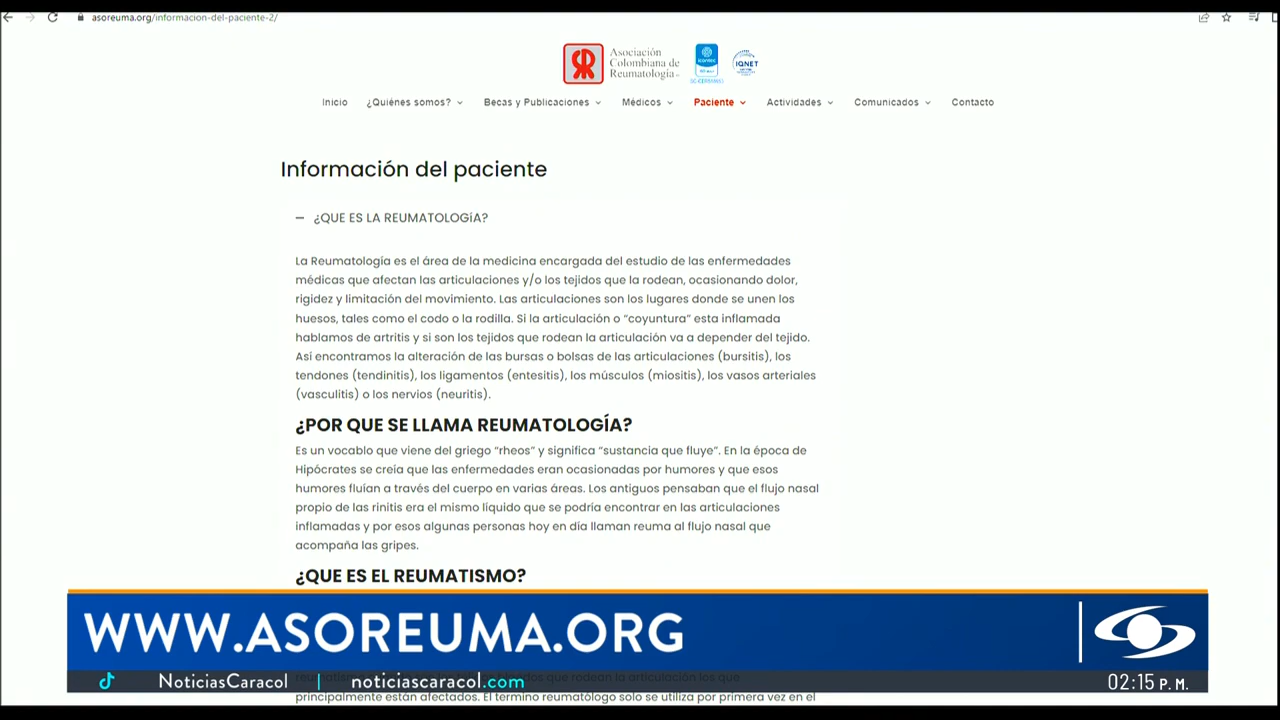 asoreuma.org/informacion-del-paciente-2/
Asociación
Colombiana de
Reumatología
icontec
IQNET
Inicio ¿Quiénes somos? Becas y Publicaciones Médicos Paciente Actividades Comunicados Contacto
Información del paciente
¿QUE ES LA REUMATOLOGíA?
La Reumatología es el área de la medicina encargada del estudio de las enfermedades
médicas que afectan las articulaciones y/o los tejidos que la rodean, ocasionando dolor,
rigidez y limitación del movimiento. Las articulaciones son los lugares donde se unen los
huesos, tales como el codo o la rodilla. Si la articulación o “coyuntura” esta inflamada
hablamos de artritis y si son los tejidos que rodean la articulación va a depender del tejido.
Así encontramos la alteración de las bursas o bolsas de las articulaciones (bursitis), los
tendones (tendinitis), los ligamentos (entesitis), los músculos (miositis), los vasos arteriales
(vasculitis) o los nervios (neuritis).
¿POR QUE SE LLAMA REUMATOLOGÍA?
Es un vocablo que viene del griego “rheos” y significa “sustancia que fluye”. En la época de
Hipócrates se creía que las enfermedades eran ocasionadas por humores y que esos
humores fluían a través del cuerpo en varias áreas. Los antiguos pensaban que el flujo nasal
propio de las rinitis era el mismo líquido que se podría encontrar en las articulaciones
inflamadas y por esos algunas personas hoy en día llaman reuma al flujo nasal que
acompaña las gripes.
¿QUE ES EL REUMATISMO?
WWW.ASOREUMA.ORG
NoticiasCaracol | noticiascaracol.com
02:15 P. M.
principalmente están afectados. El termino reumatólogo solo se utiliza por primera vez en el